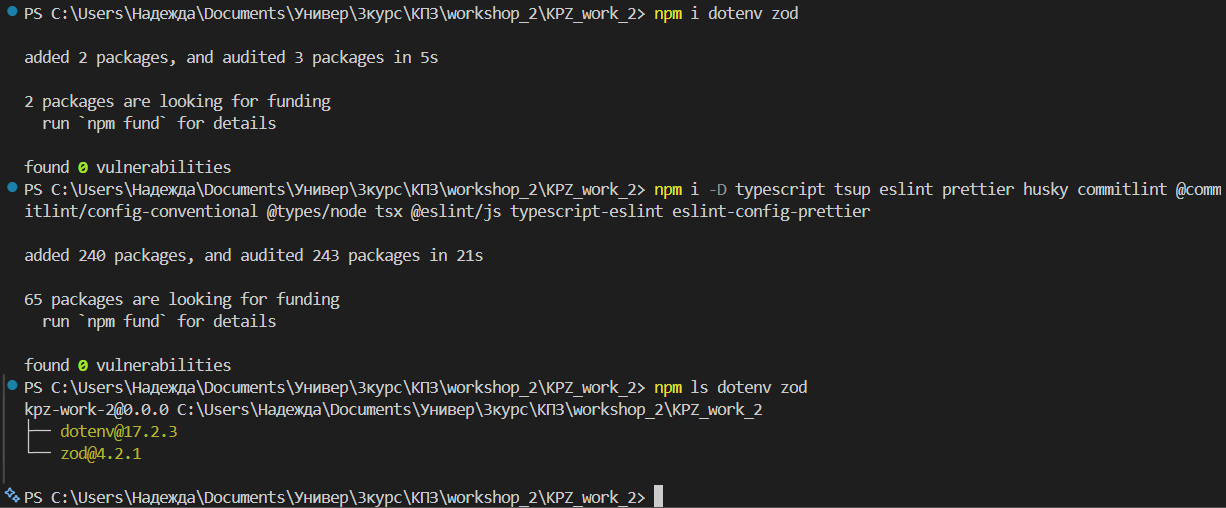 PS C:\Users\Надежда\Documents\Универ\3курс\КПЗ\workshop_2\KPZ_work_2> npm i dotenv zod
added 2 packages, and audited 3 packages in 5s
2 packages are looking for funding
  run `npm fund` for details
found 0 vulnerabilities
PS C:\Users\Надежда\Documents\Универ\3курс\КПЗ\workshop_2\KPZ_work_2> npm i -D typescript tsup eslint prettier husky commitlint @comm
itlint/config-conventional @types/node tsx @eslint/js typescript-eslint eslint-config-prettier
added 240 packages, and audited 243 packages in 21s
65 packages are looking for funding
  run `npm fund` for details
found 0 vulnerabilities
PS C:\Users\Надежда\Documents\Универ\3курс\КПЗ\workshop_2\KPZ_work_2> npm ls dotenv zod
kpz-work-2@0.0.0 C:\Users\Надежда\Documents\Универ\3курс\КПЗ\workshop_2\KPZ_work_2
├── dotenv@17.2.3
└── zod@4.2.1
PS C:\Users\Надежда\Documents\Универ\3курс\КПЗ\workshop_2\KPZ_work_2>